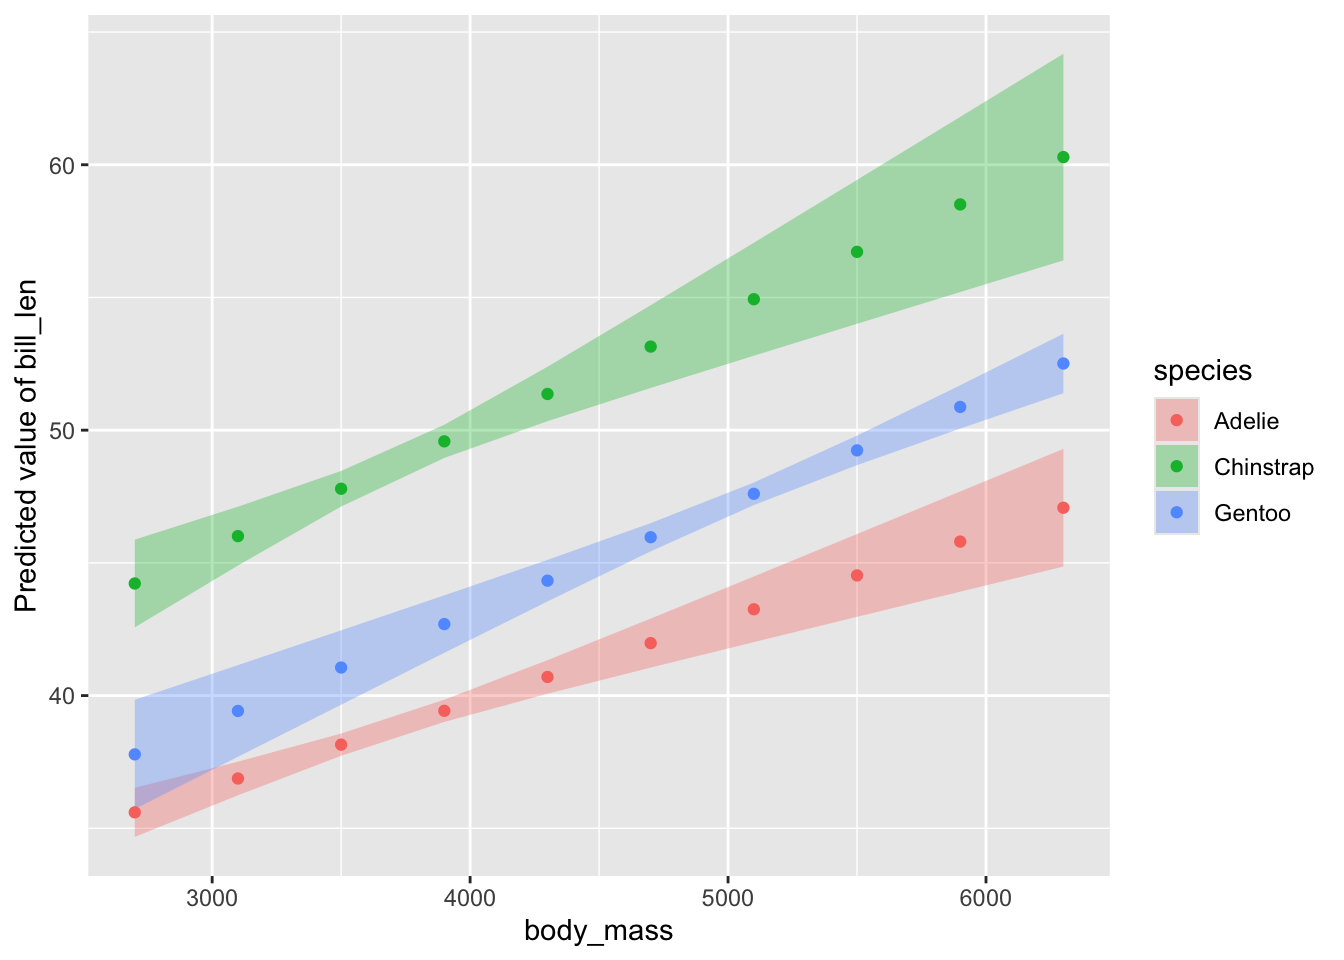 Predicted value of bill_len
60
50
40
3000
4000
5000
6000
body_mass
species
Adelie
Chinstrap
Gentoo